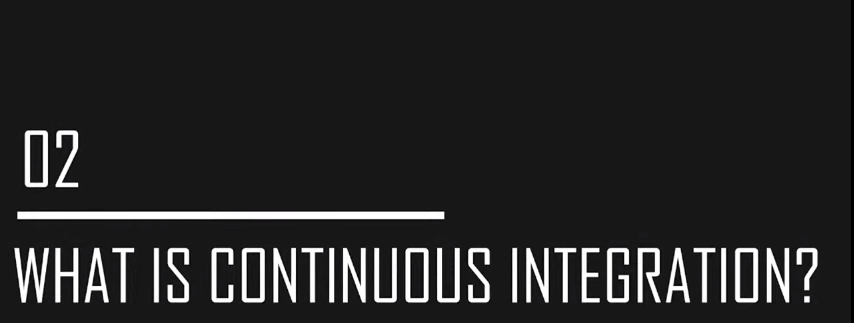 02
WHAT IS CONTINUOUS INTEGRATION?